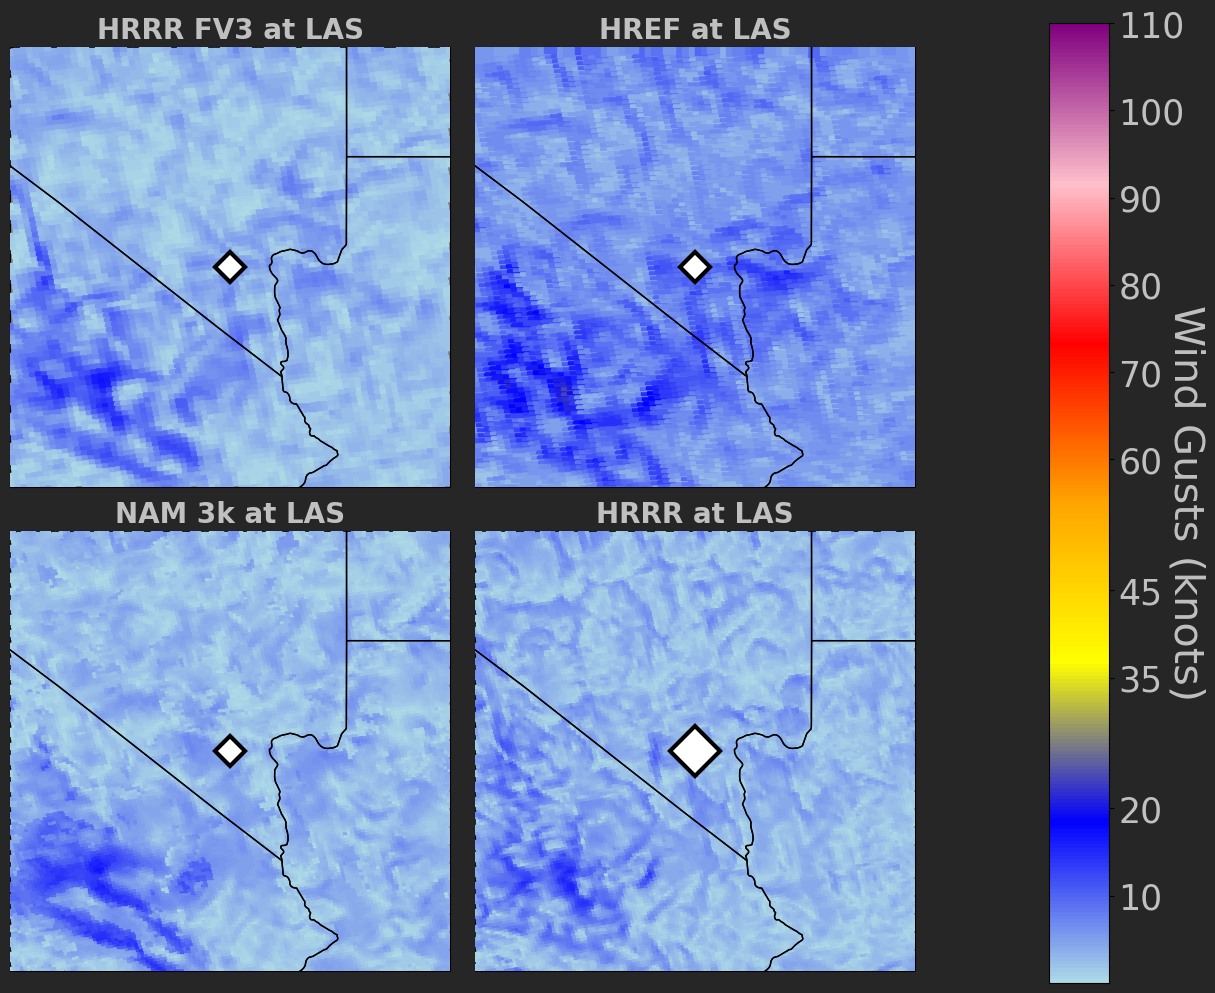 HRRR FV3 at LAS
HREF at LAS
NAM 3k at LAS
HRRR at LAS
110
100
90
80
70
60
45
35
20
10
Wind Gusts (knots)